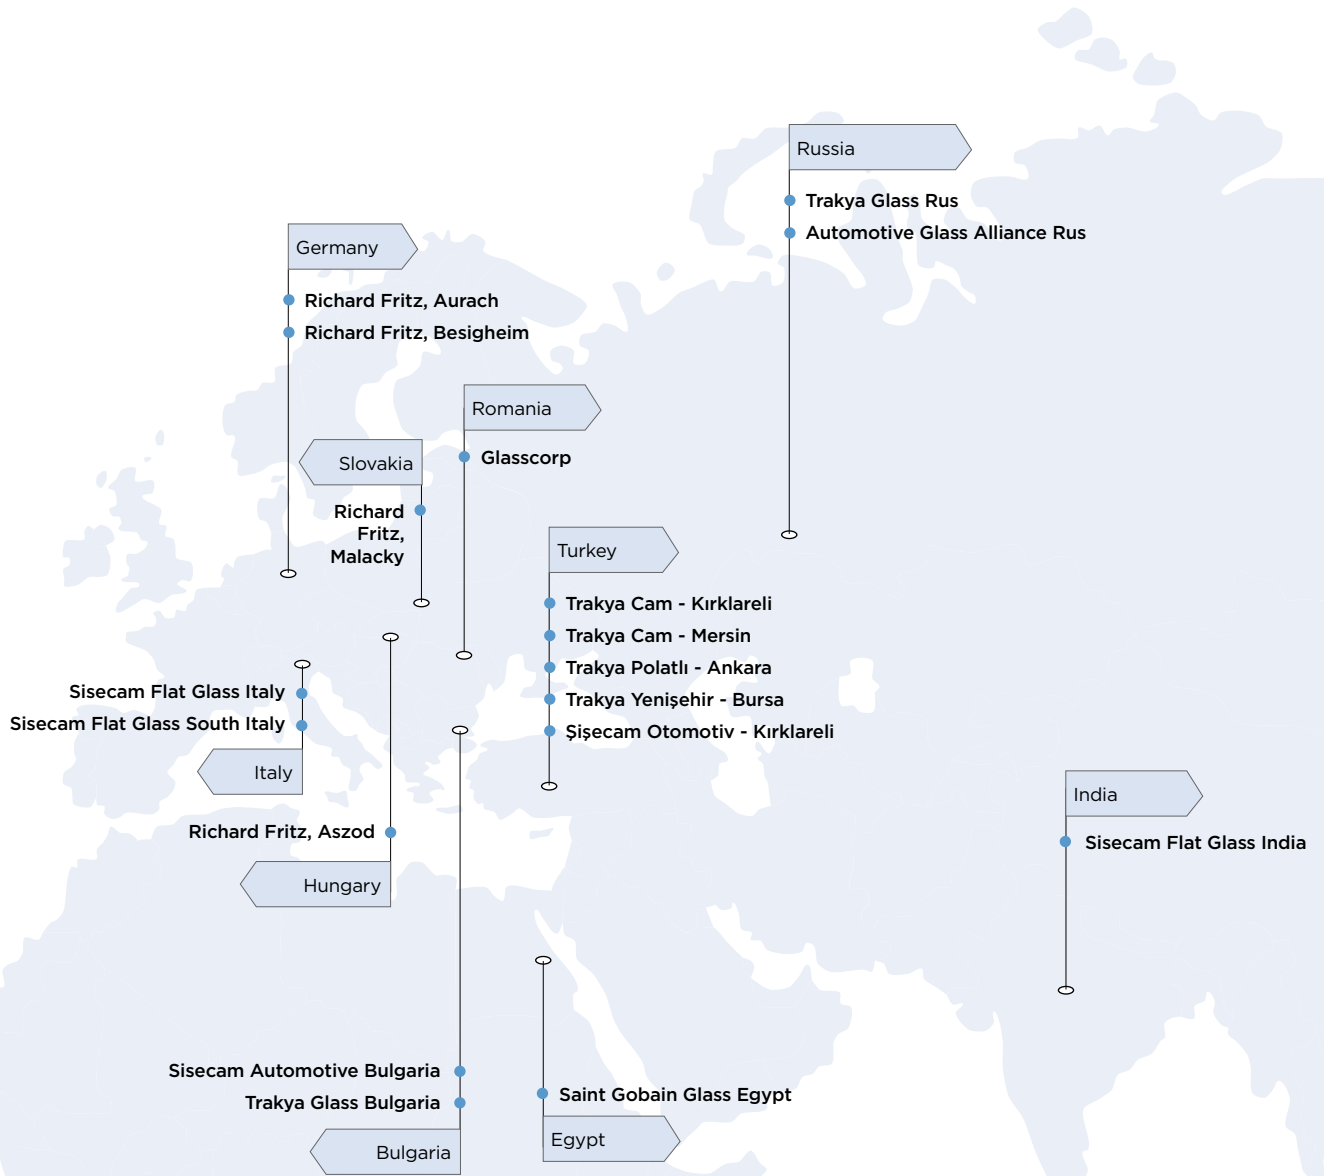 Russia
Trakya Glass Rus
Automotive Glass Alliance Rus
Germany
Richard Fritz, Aurach
Richard Fritz, Besigheim
Romania
Glasscorp
Slovakia
Richard
Fritz,
Malacky
Turkey
Trakya Cam - Kırklareli
Trakya Cam - Mersin
Trakya Polatlı - Ankara
Trakya Yenişehir - Bursa
Şişecam Otomotiv - Kırklareli
Sisecam Flat Glass Italy
Sisecam Flat Glass South Italy
Italy
India
Sisecam Flat Glass India
Richard Fritz, Aszod
Hungary
Sisecam Automotive Bulgaria
Trakya Glass Bulgaria
Bulgaria
Saint Gobain Glass Egypt
Egypt